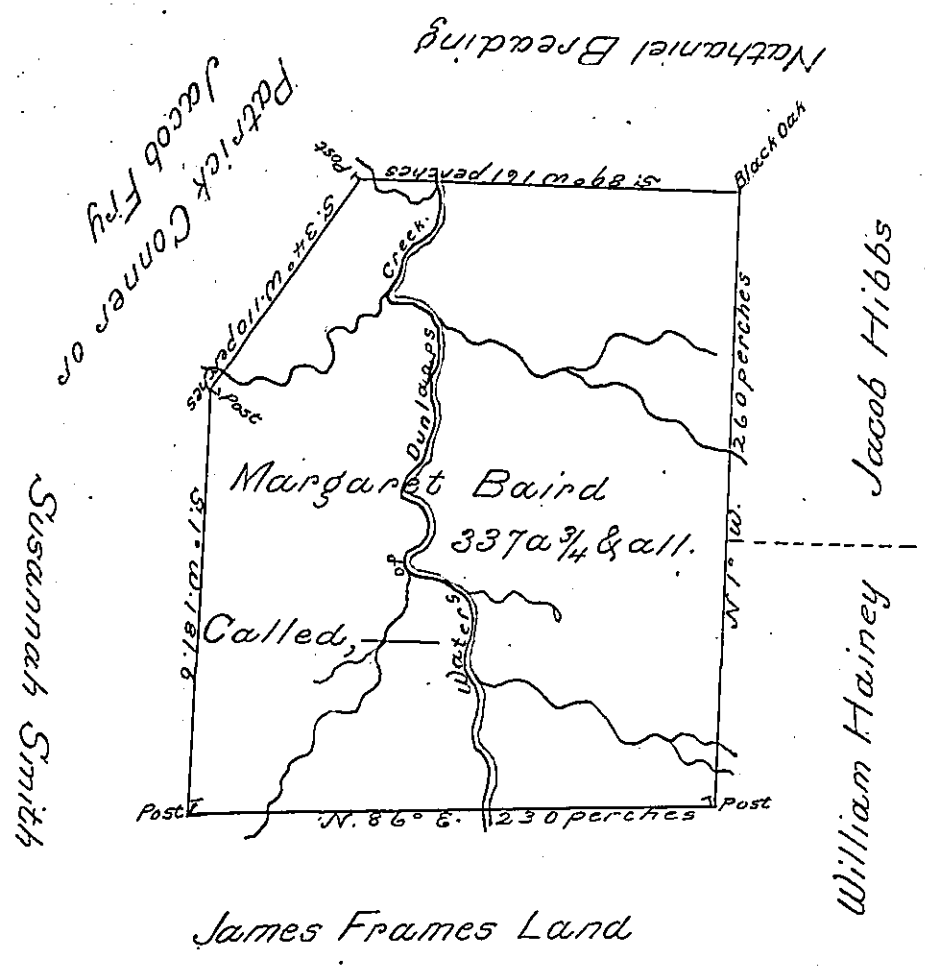 Nathaniel Breading
Patrick Conner or
Jacob Fry
Post
S. 89° W 161 perches
Black Oak
S. 34° W. 110 perches
Creek.
Post
Dunlaaps
N 1° W. 260 perches
Jacob Hibbs
Margaret Baird
337a 3/4 & all.
of
Waters
Called,
S. 1° W. 181.6
Susannah Smith
William Hainey
Post
N. 86° E. 230 perches
Post
James Frames Land